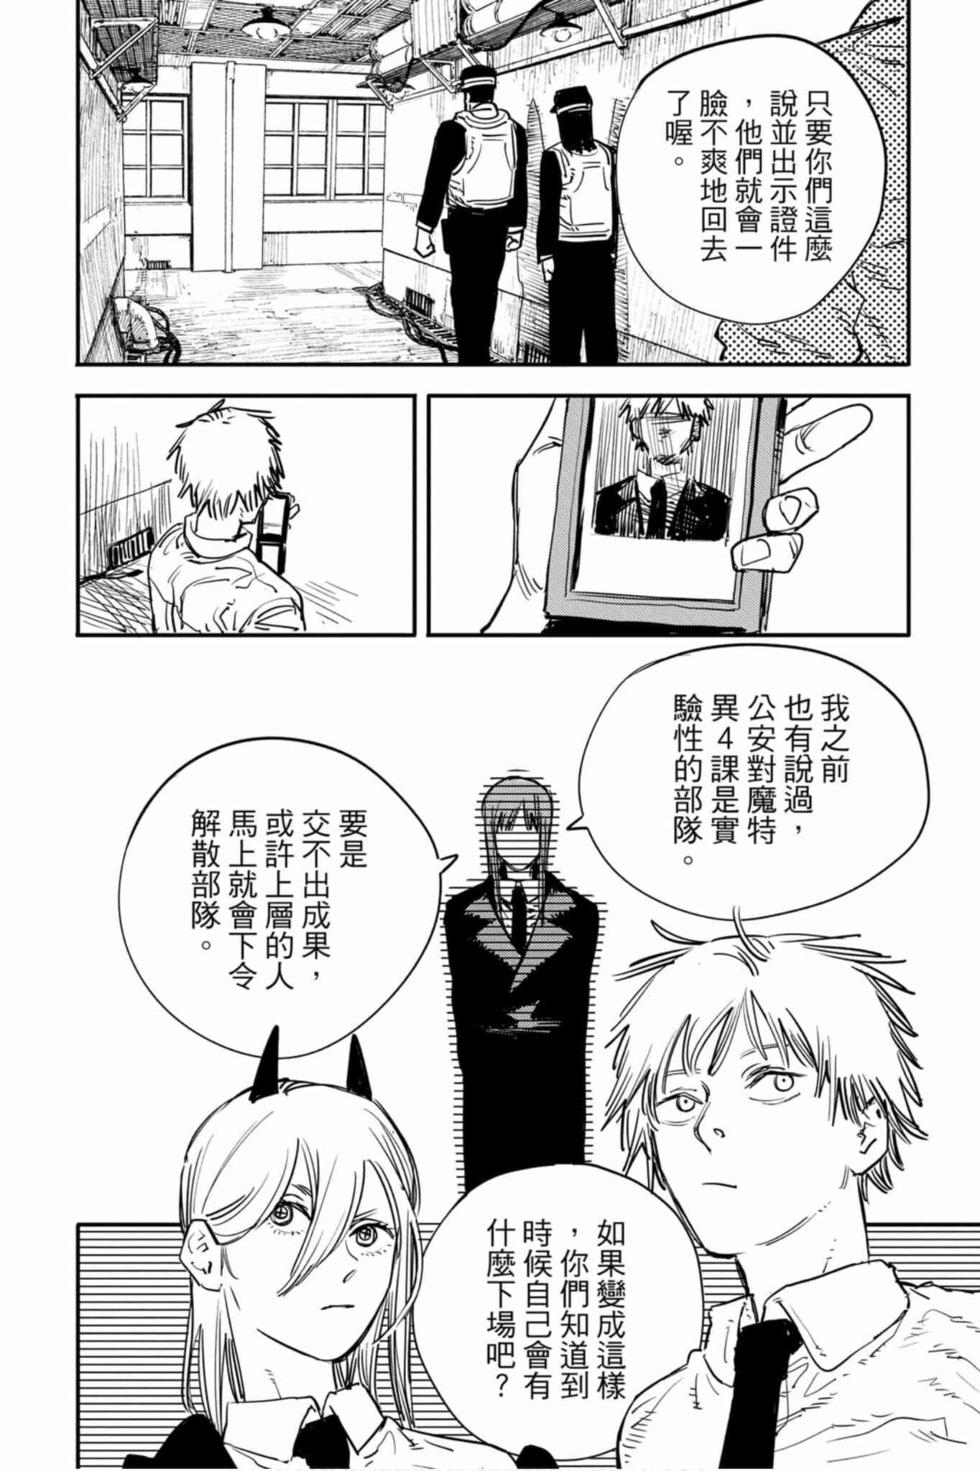 只要你們這麼
說並出示證件
，他們就會一
臉不爽地回去
了喔。
我之前
也有說過，
公安對魔特
異4課是實
驗性的部隊。
要是
交不出成果，
或許上層的人
馬上就會下令
解散部隊。
如果變成這樣
，你們知道到
時候自己會有
什麼下場吧？